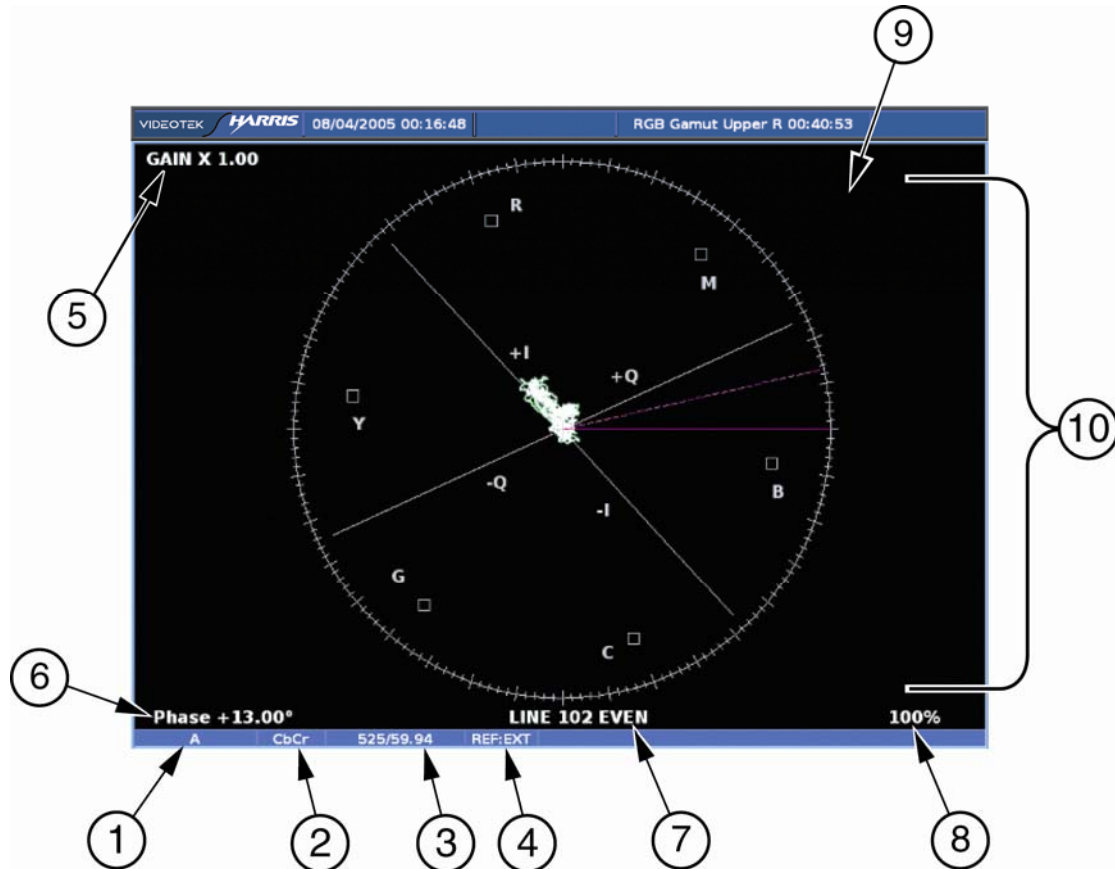 9
VIDEOTEK HARRIS 08/04/2005 00:16:48 RGB Gamut Upper R 00:40:53
GAIN X 1.00
R
M
5
+I
+Q
10
Y
-Q
B
-I
G
6
C
Phase +13.00° LINE 102 EVEN 100%
A CbCr 525/59.94 REF:EXT
1 2 3 4 7 8